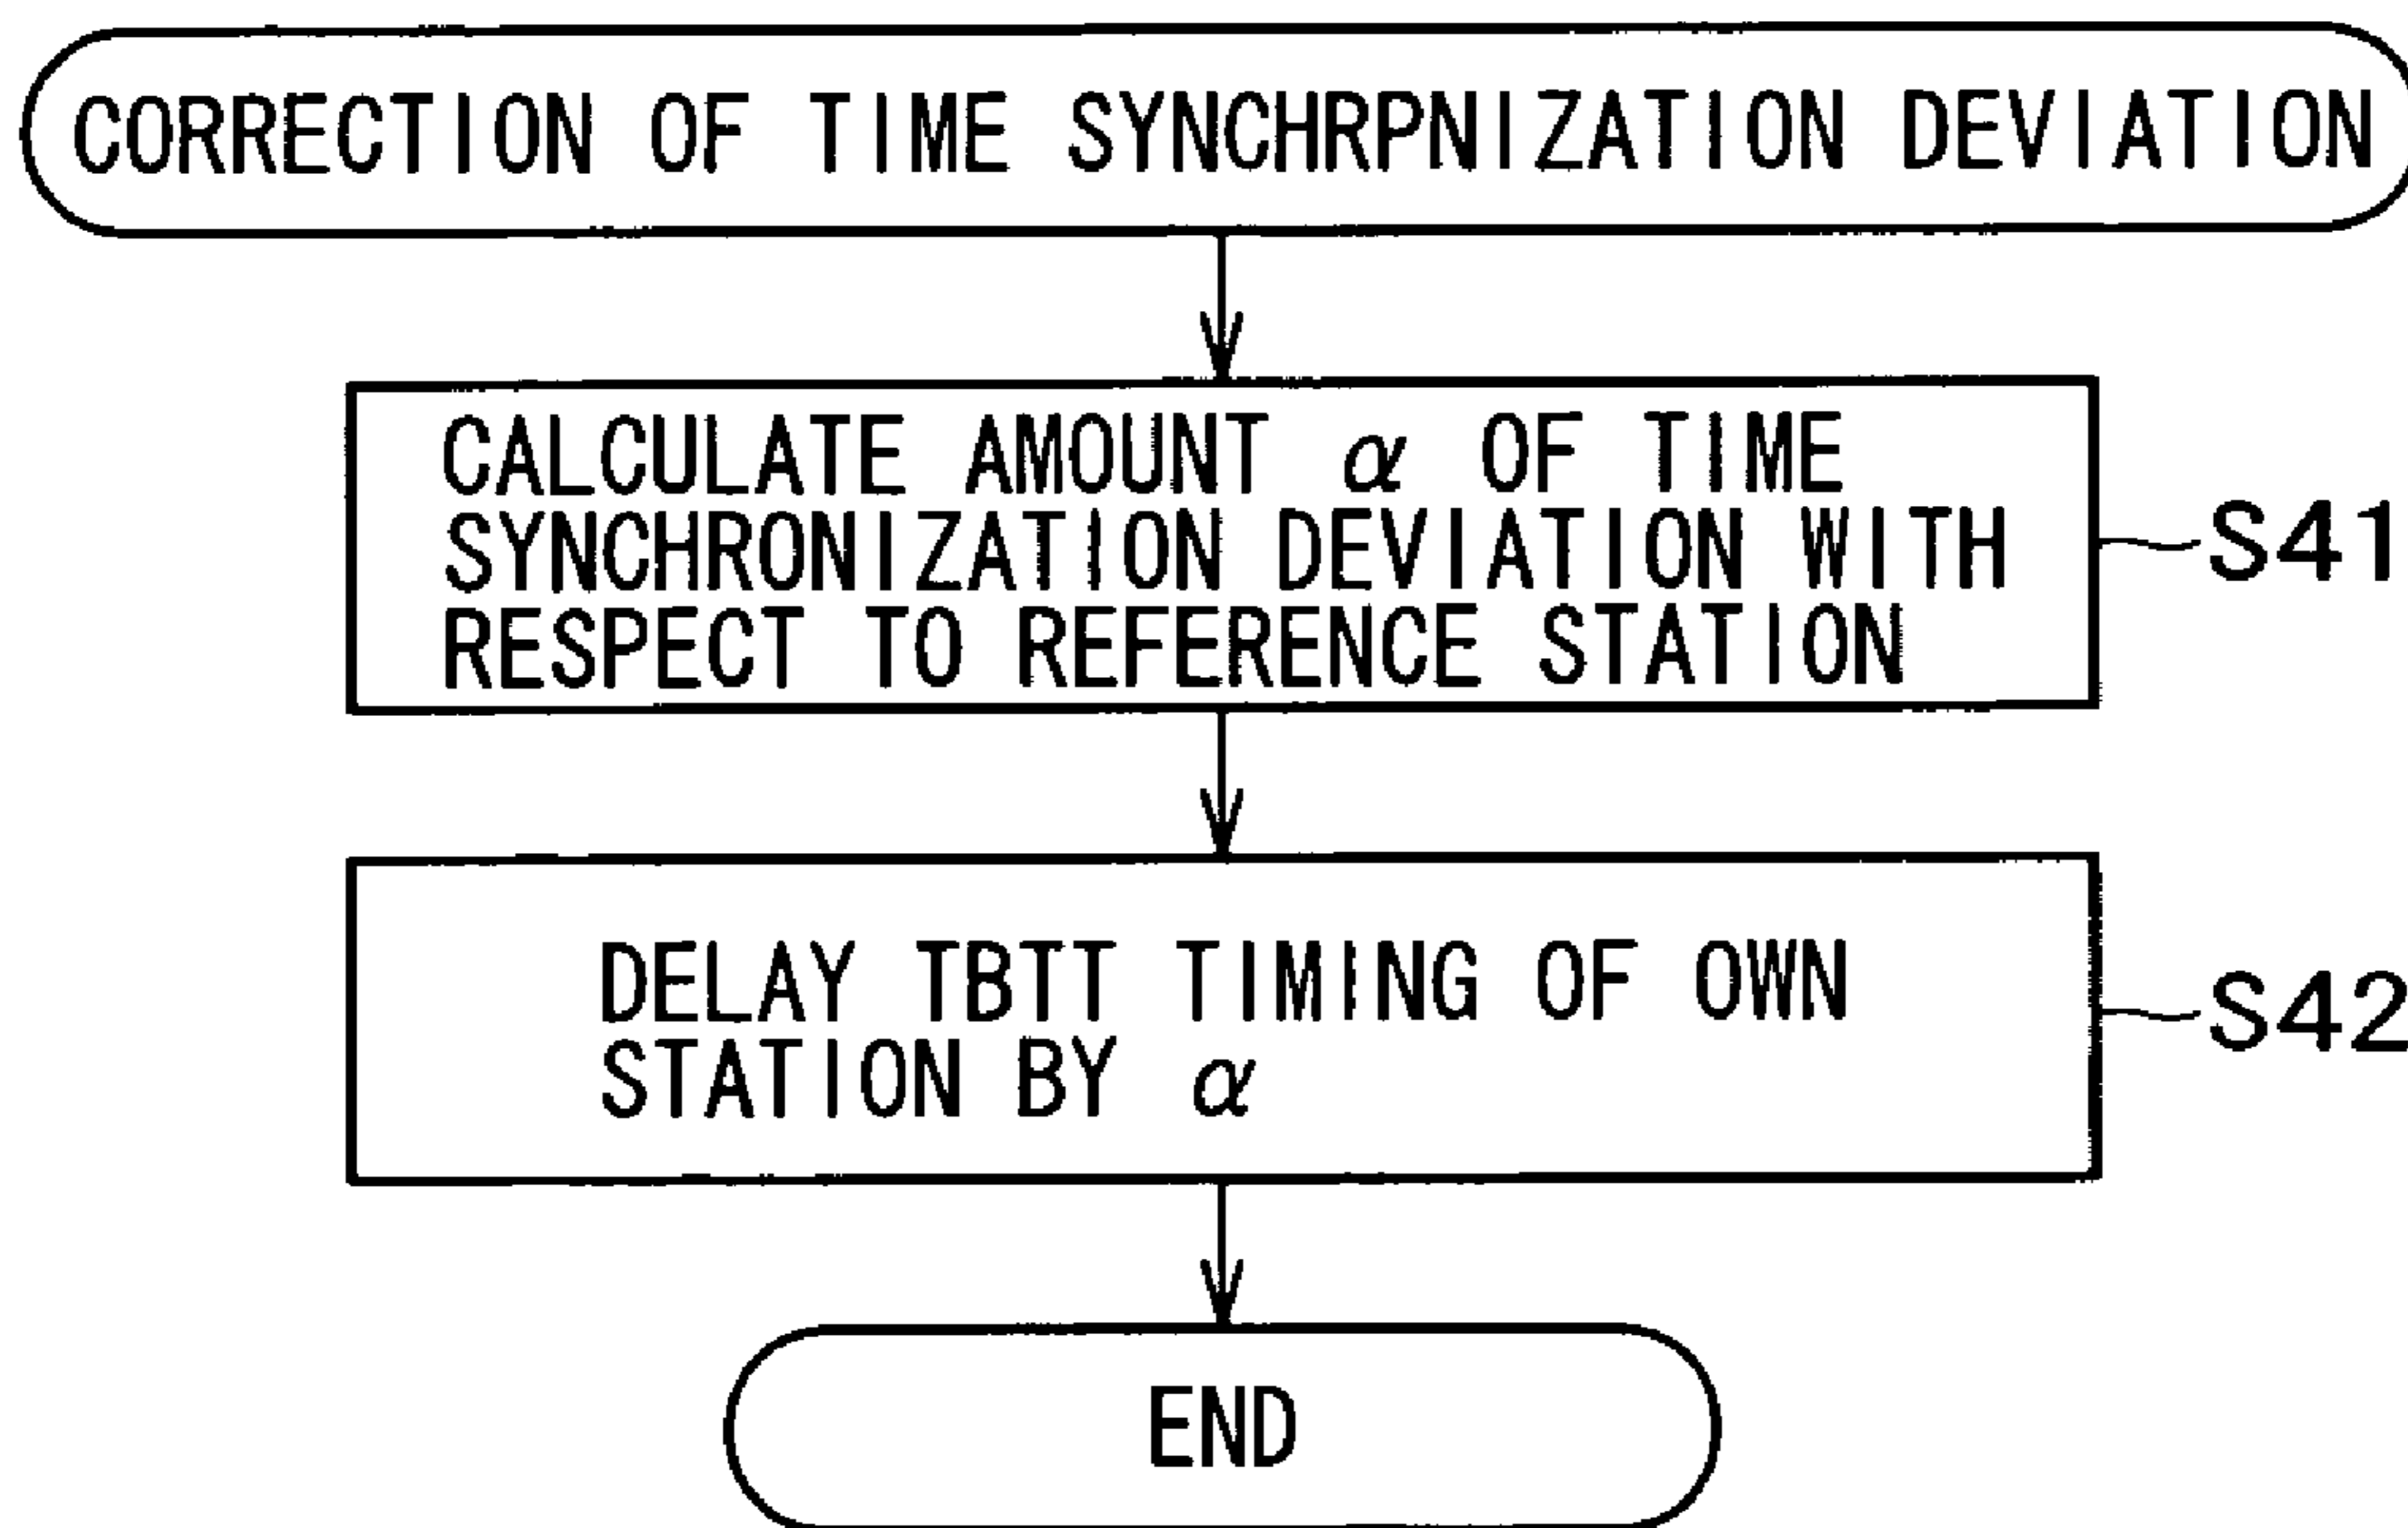 CORRECTION OF TIME SYNCHRPNIZATION DEVIATION
CALCULATE AMOUNT α OF TIME
SYNCHRONIZATION DEVIATION WITH
RESPECT TO REFERENCE STATION
S41
DELAY TBTT TIMING OF OWN
STATION BY α
S42
END